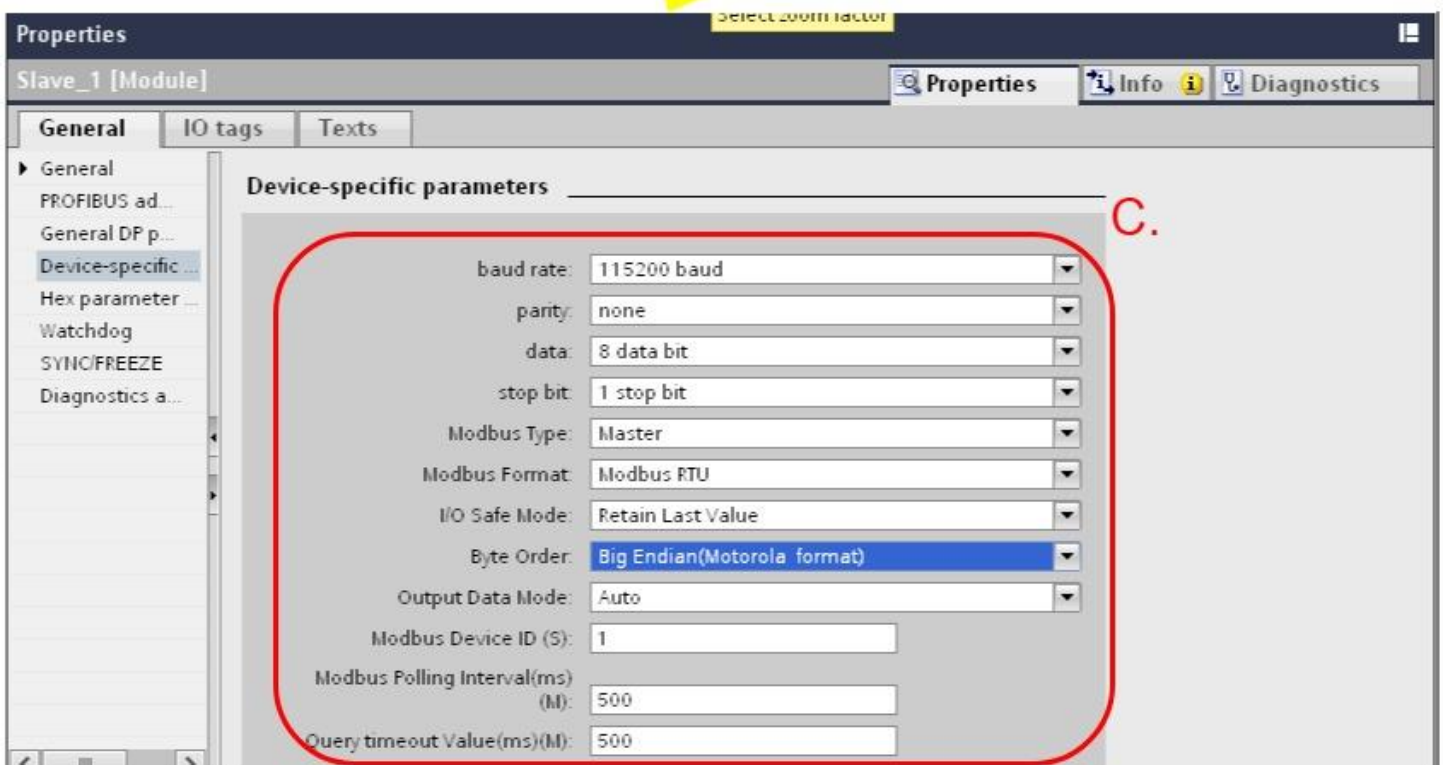 Select zoom factor
Properties
Slave_1 [Module]
Properties
Info
Diagnostics
General
IO tags
Texts
General
PROFIBUS ad...
General DP p...
Device-specific ...
Hex parameter ...
Watchdog
SYNC/FREEZE
Diagnostics a...
Device-specific parameters
C.
baud rate: 115200 baud
parity: none
data: 8 data bit
stop bit: 1 stop bit
Modbus Type: Master
Modbus Format: Modbus RTU
I/O Safe Mode: Retain Last Value
Byte Order: Big Endian(Motorola format)
Output Data Mode: Auto
Modbus Device ID (S): 1
Modbus Polling Interval(ms)
(M): 500
Query timeout Value(ms)(M): 500